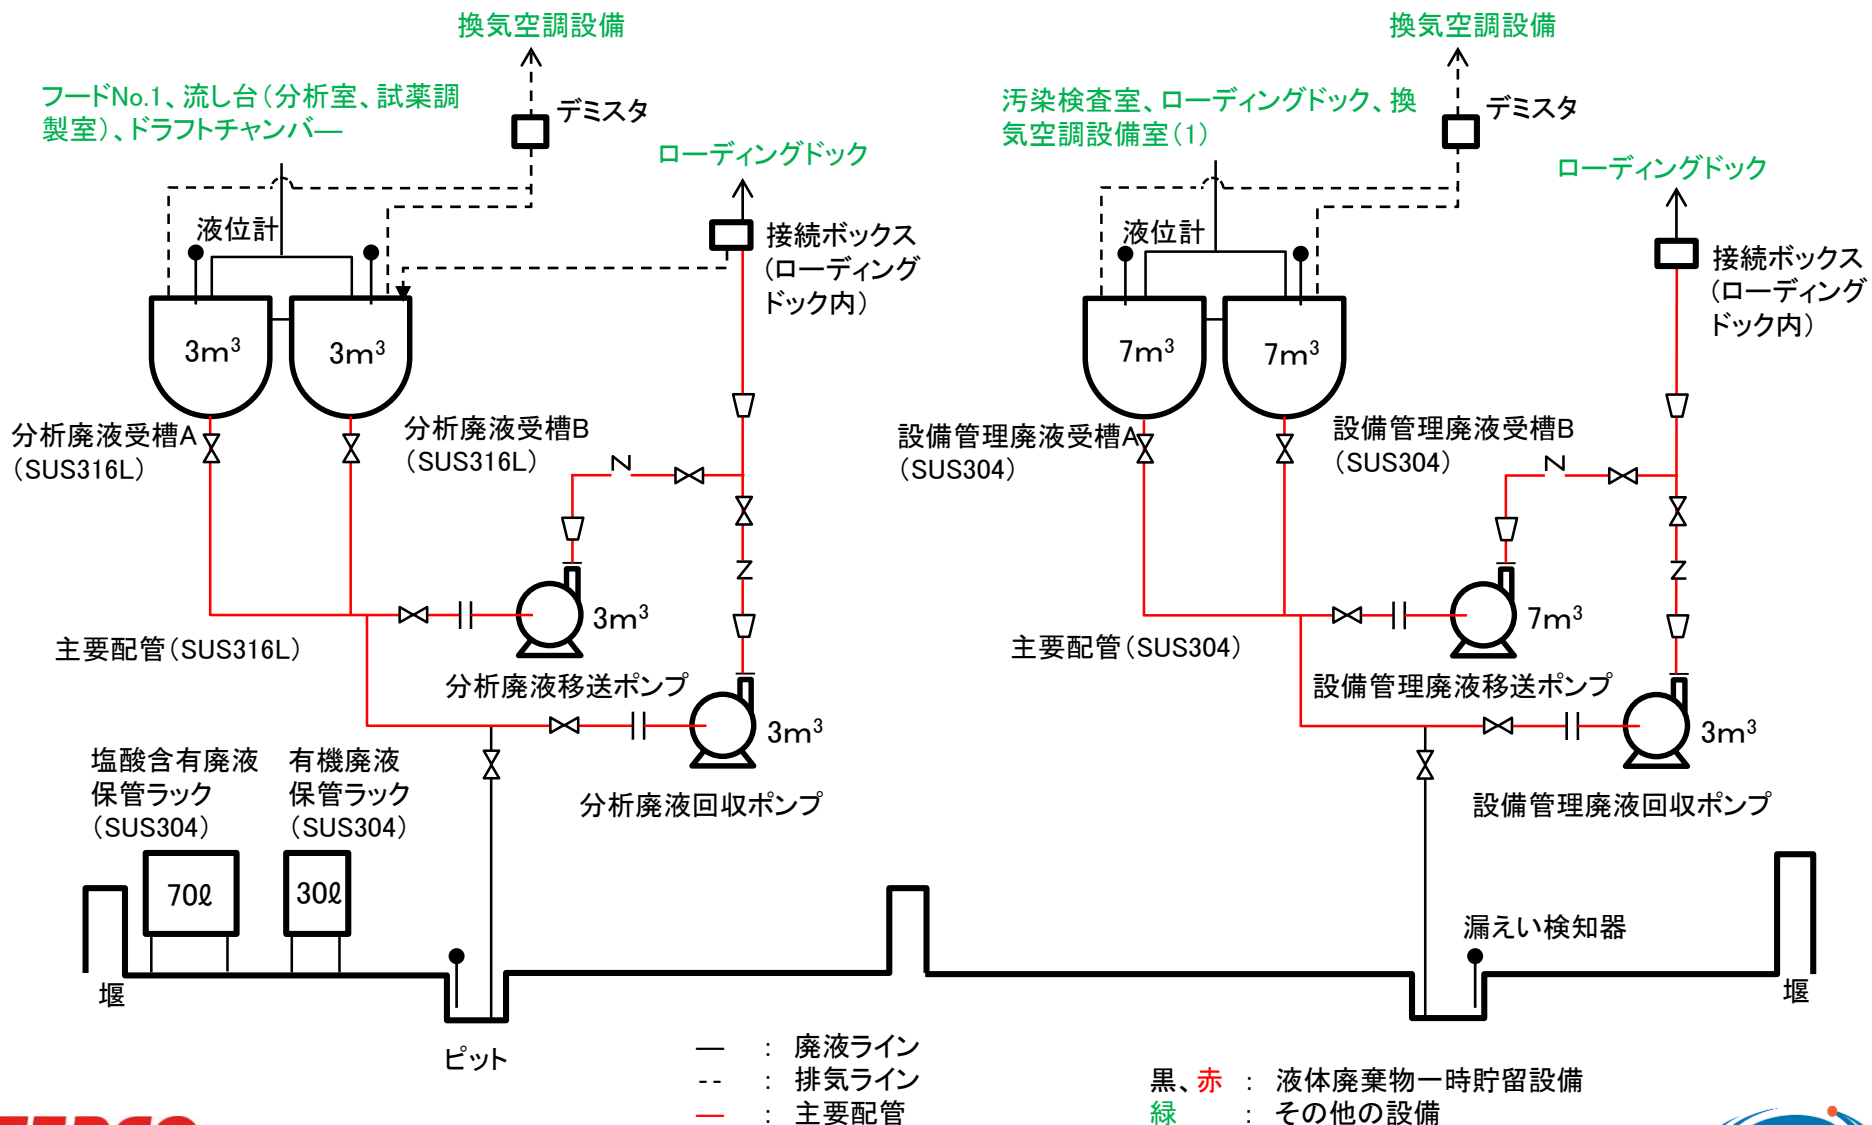 換気空調設備
フードNo.1、流し台（分析室、試薬調
製室）、ドラフトチャンバ―
デミスタ
ローディングドック
液位計
接続ボックス
（ローディング
ドック内）
3m³
3m³
分析廃液受槽A
（SUS316L）
分析廃液受槽B
（SUS316L）
3m³
主要配管（SUS316L）
分析廃液移送ポンプ
3m³
分析廃液回収ポンプ
塩酸含有廃液
保管ラック
（SUS304）
有機廃液
保管ラック
（SUS304）
70ℓ
30ℓ
堰
ピット
換気空調設備
汚染検査室、ローディングドック、換
気空調設備室（1）
デミスタ
ローディングドック
液位計
接続ボックス
（ローディング
ドック内）
7m³
7m³
設備管理廃液受槽A
（SUS304）
設備管理廃液受槽B
（SUS304）
7m³
主要配管（SUS304）
設備管理廃液移送ポンプ
3m³
設備管理廃液回収ポンプ
漏えい検知器
堰
― ： 廃液ライン
-- ： 排気ライン
― ： 主要配管
黒、赤 ： 液体廃棄物一時貯留設備
緑 ： その他の設備